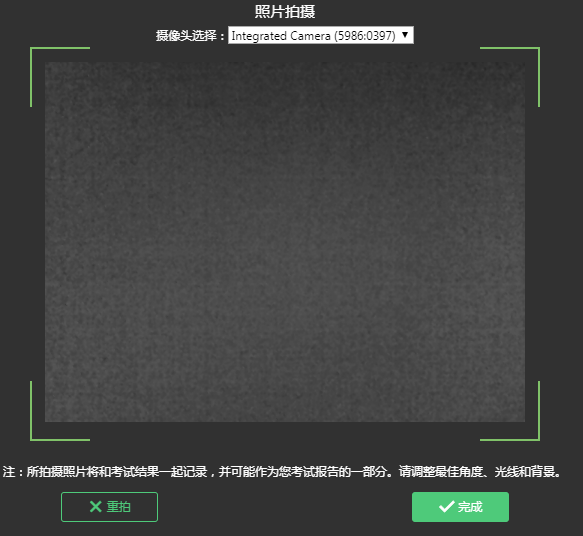 照片拍摄
摄像头选择：Integrated Camera (5986:0397)
注：所拍摄照片将和考试结果一起记录，并可能作为您考试报告的一部分。请调整最佳角度、光线和背景。
重拍
完成